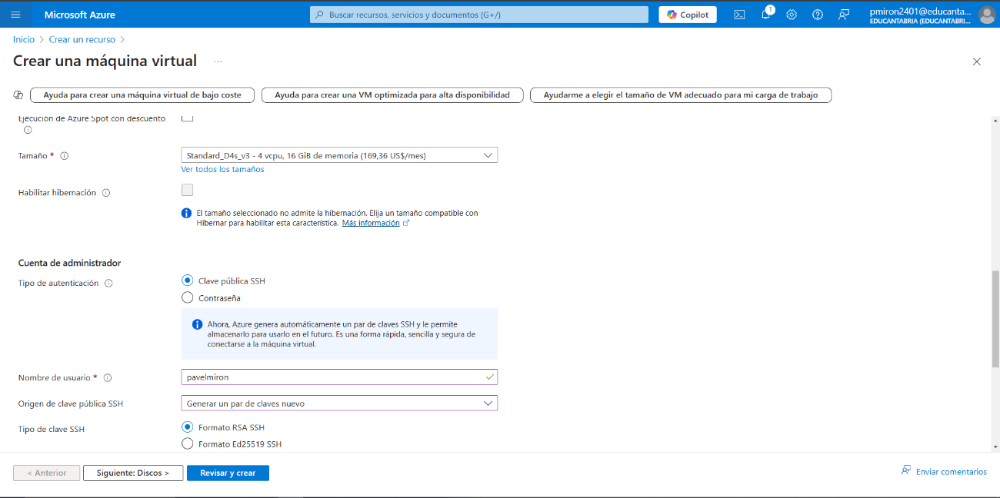 Microsoft Azure
Buscar recursos, servicios y documentos (G+/)
Copilot
1
pmiron2401@educanta...
EDUCANTABRIA (EDUCANTABRI...
Inicio > Crear un recurso >
Crear una máquina virtual ...
Ayuda para crear una máquina virtual de bajo coste
Ayuda para crear una VM optimizada para alta disponibilidad
Ayudarme a elegir el tamaño de VM adecuado para mi carga de trabajo
Ejecución de Azure Spot con descuento
Tamaño *
Standard_D4s_v3 - 4 vcpu, 16 GiB de memoria (169,36 US$/mes)
Ver todos los tamaños
Habilitar hibernación
El tamaño seleccionado no admite la hibernación. Elija un tamaño compatible con
Hibernar para habilitar esta característica. Más información
Cuenta de administrador
Tipo de autenticación
Clave pública SSH
Contraseña
Ahora, Azure genera automáticamente un par de claves SSH y le permite
almacenarlo para usarlo en el futuro. Es una forma rápida, sencilla y segura de
conectarse a la máquina virtual.
Nombre de usuario *
pavelmiron
Origen de clave pública SSH
Generar un par de claves nuevo
Tipo de clave SSH
Formato RSA SSH
Formato Ed25519 SSH
< Anterior
Siguiente: Discos >
Revisar y crear
Enviar comentarios